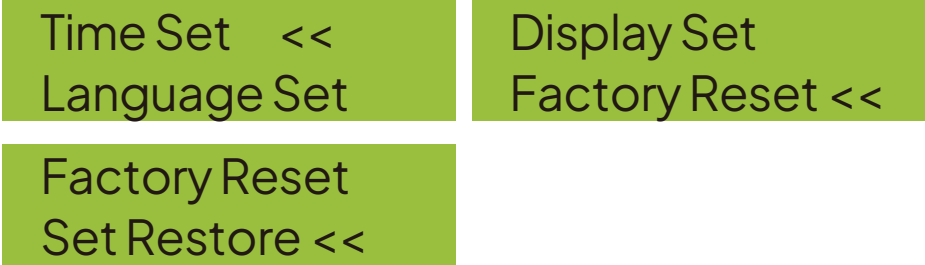 Time Set <<
Language Set
Display Set
Factory Reset <<
Factory Reset
Set Restore <<